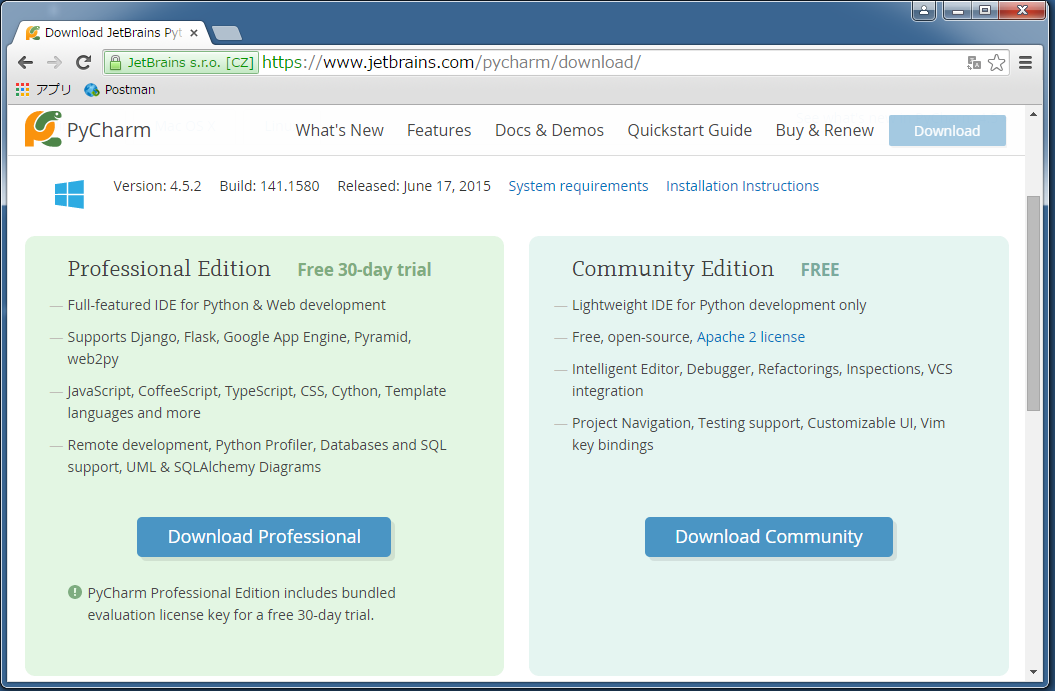 Download JetBrains Pyt
JetBrains s.r.o. [CZ] https://www.jetbrains.com/pycharm/download/
アプリ Postman
PyCharm What's New Features Docs & Demos Quickstart Guide Buy & Renew Download
Version: 4.5.2 Build: 141.1580 Released: June 17, 2015 System requirements Installation Instructions
Professional Edition Free 30-day trial
— Full-featured IDE for Python & Web development
— Supports Django, Flask, Google App Engine, Pyramid,
web2py
— JavaScript, CoffeeScript, TypeScript, CSS, Cython, Template
languages and more
— Remote development, Python Profiler, Databases and SQL
support, UML & SQLAlchemy Diagrams
Download Professional
PyCharm Professional Edition includes bundled
evaluation license key for a free 30-day trial.
Community Edition FREE
— Lightweight IDE for Python development only
— Free, open-source, Apache 2 license
— Intelligent Editor, Debugger, Refactorings, Inspections, VCS
integration
— Project Navigation, Testing support, Customizable UI, Vim
key bindings
Download Community